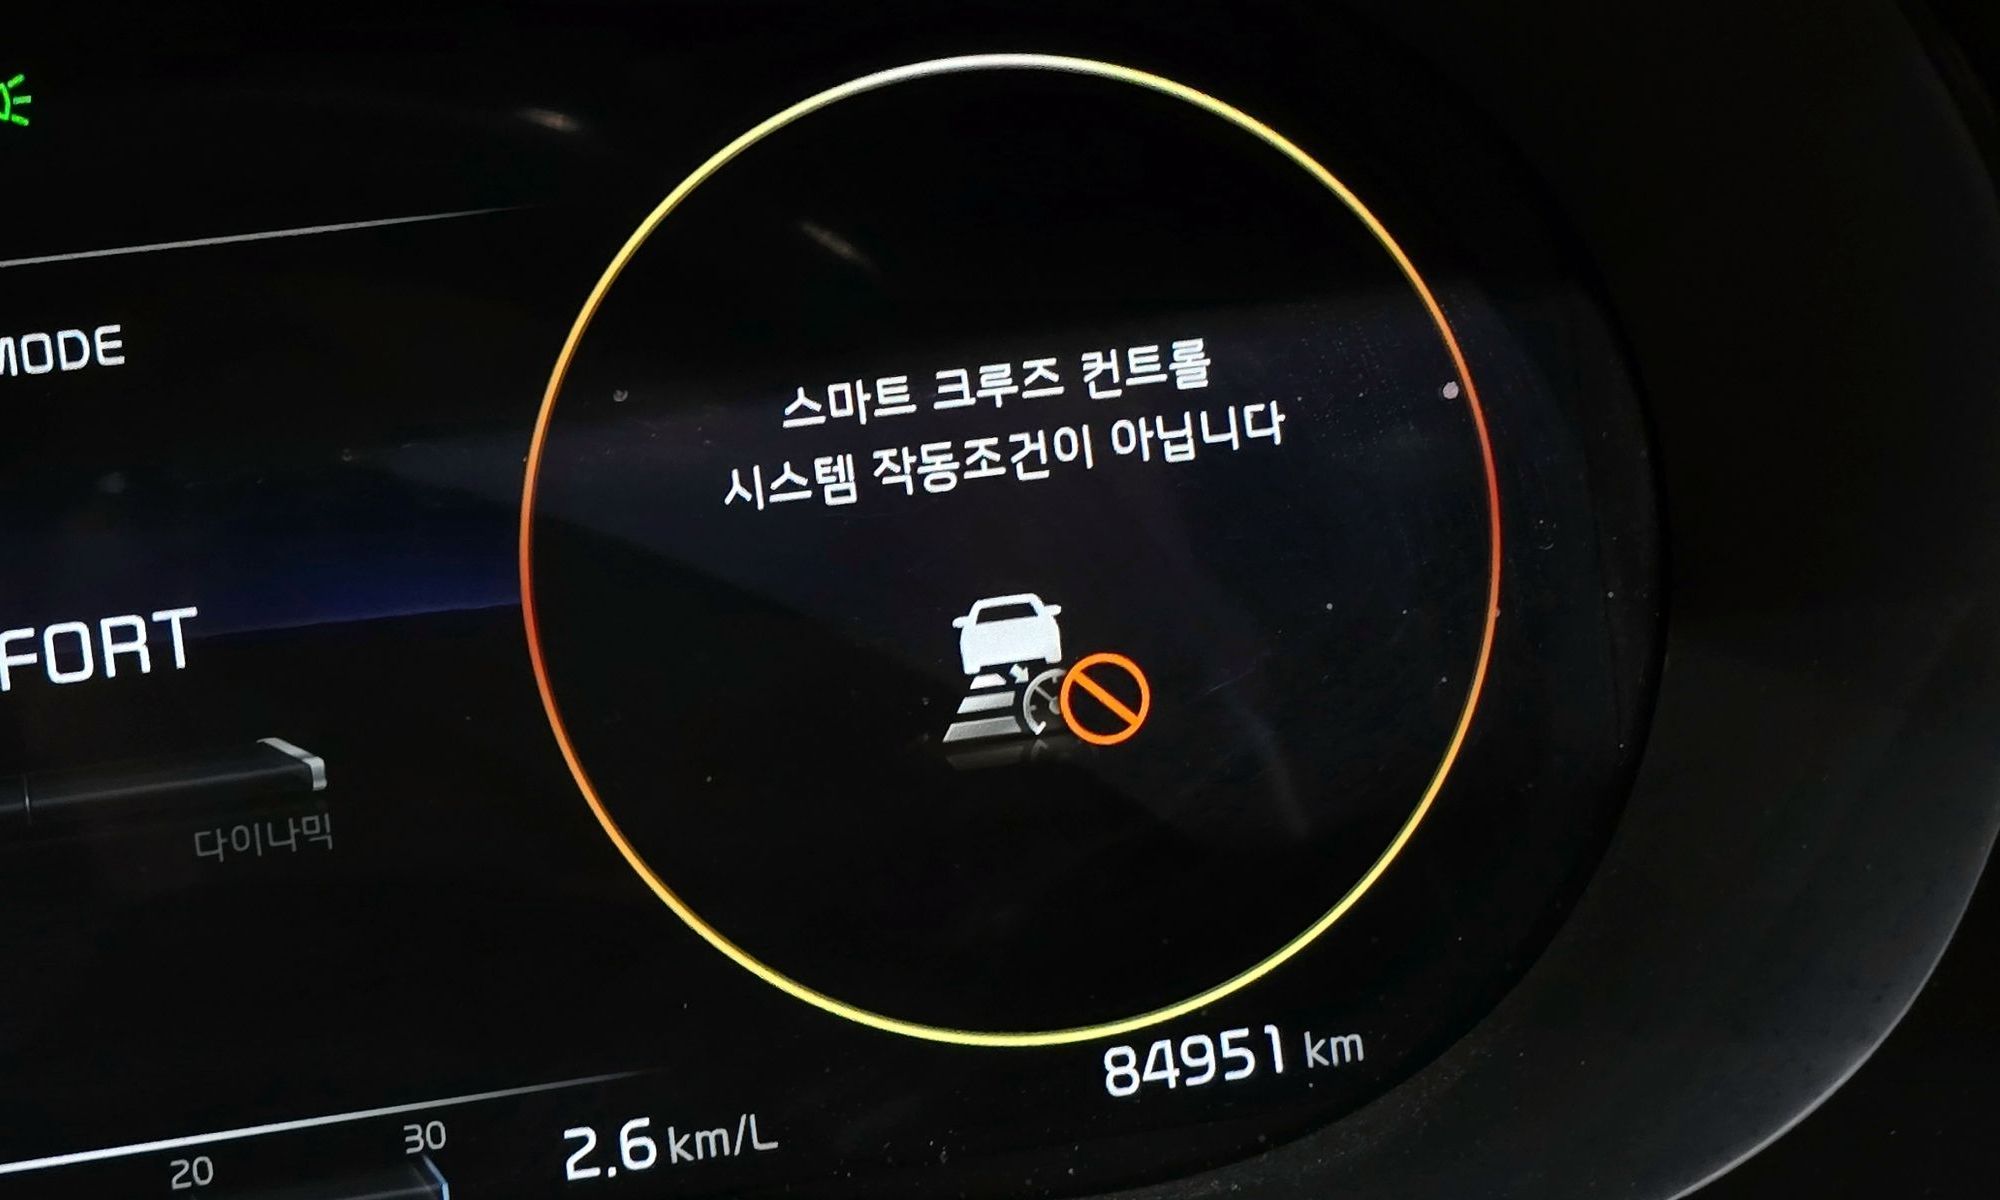 MODE
스마트 크루즈 컨트롤
시스템 작동조건이 아닙니다
FORT
다이나믹
84951 km
20
30
2.6 km/L